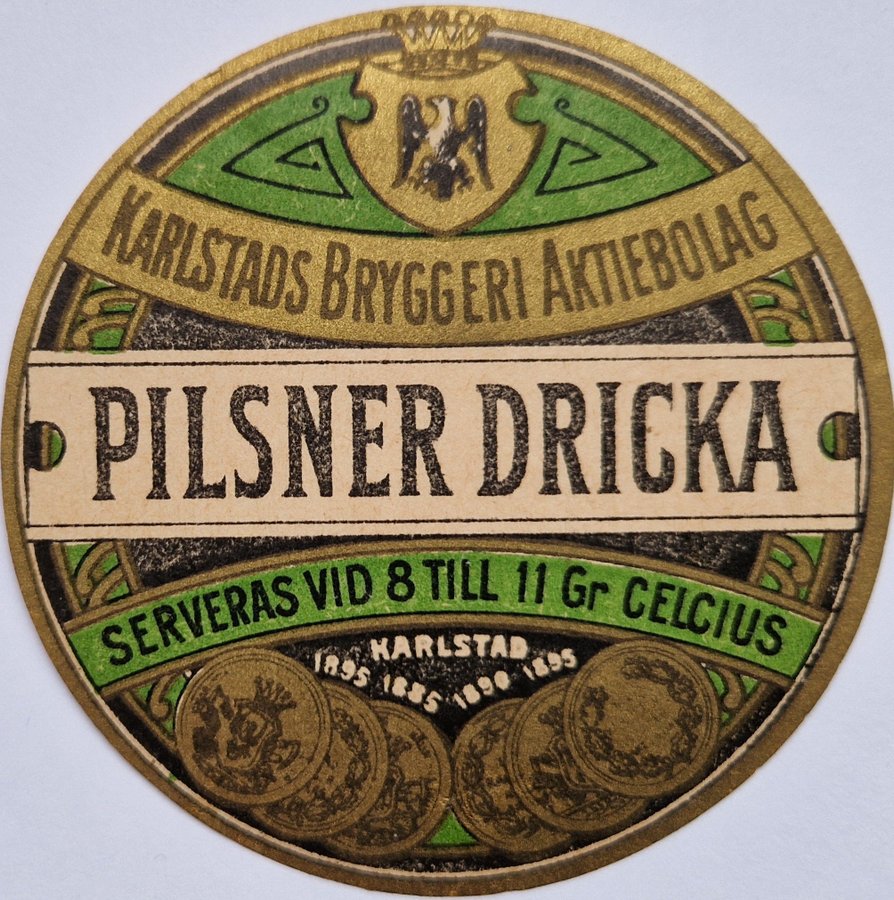 KARLSTADS BRYGGERI AKTIEBOLAG
PILSNER DRICKA
SERVERAS VID 8 TILL 11 Gr CELCIUS
KARLSTAD
1895 1885 1890 1895